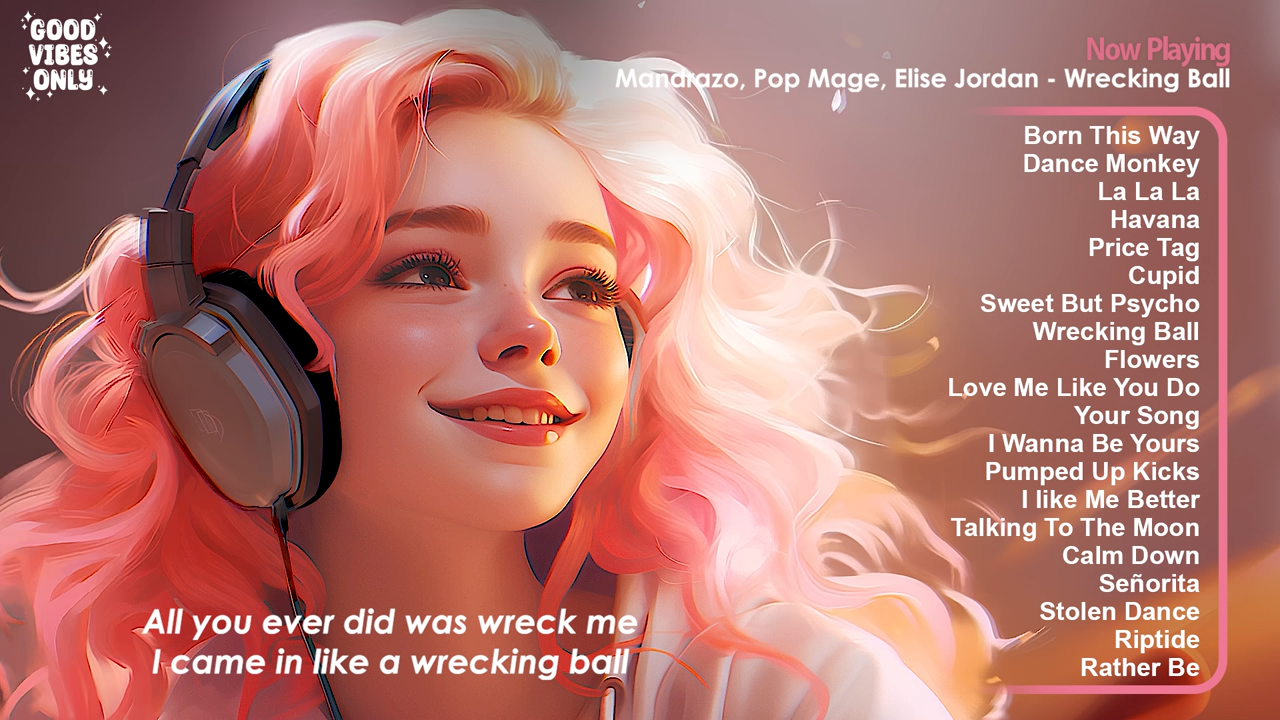 GOOD
VIBES
ONLY
Now Playing
Mandrazo, Pop Mage, Elise Jordan - Wrecking Ball
Born This Way
Dance Monkey
La La La
Havana
Price Tag
Cupid
Sweet But Psycho
Wrecking Ball
Flowers
Love Me Like You Do
Your Song
I Wanna Be Yours
Pumped Up Kicks
I like Me Better
Talking To The Moon
Calm Down
Señorita
Stolen Dance
Riptide
Rather Be
All you ever did was wreck me
I came in like a wrecking ball